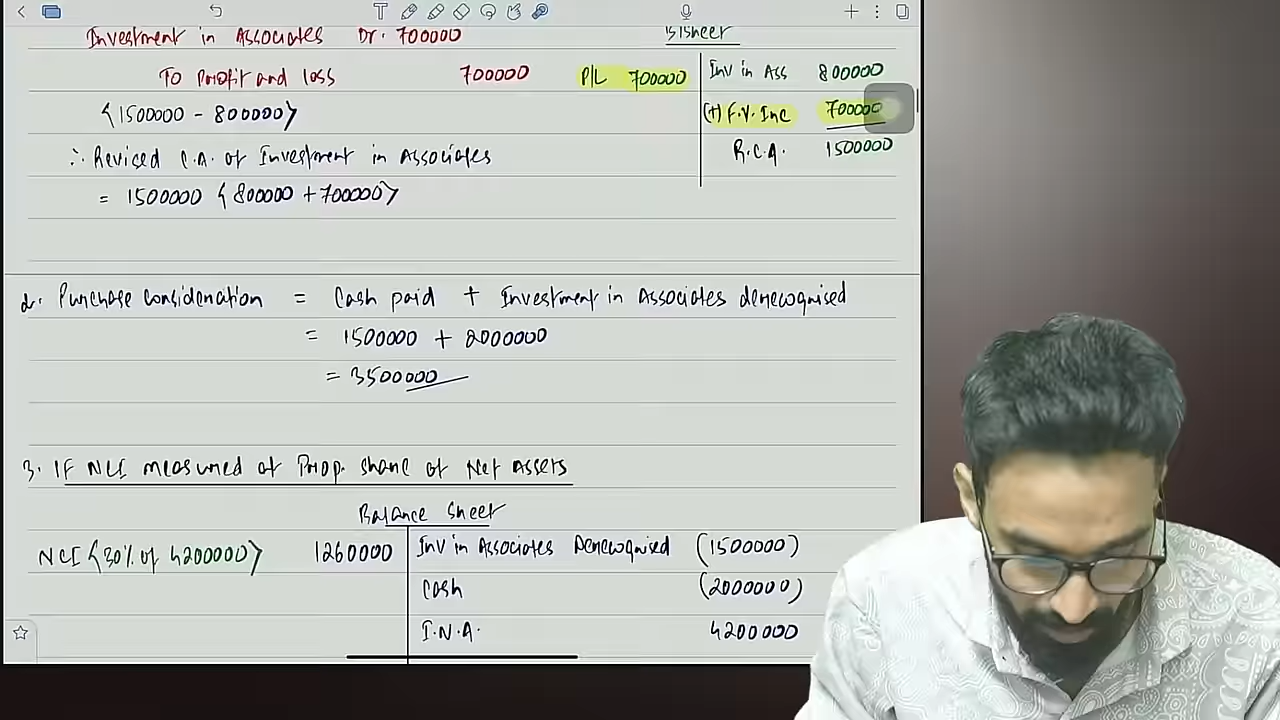 Investment in Associates Dr. 700000
To Profit and loss 700000
{1500000 - 800000}
∴ Revised C.A. of Investment in Associates
= 1500000 {800000 + 700000}
B/Sheet
P/L 700000 Inv in Ass 800000
(+) F.V. Inc 700000
R.C.A. 1500000
2. Purchase consideration = Cash paid + Investment in Associates derecognised
= 1500000 + 2000000
= 3500000
3. IF NCI measured at Prop. share of Net Assets
Balance Sheet
NCI {30% of 4200000} 1260000 Inv in Associates Derecognised (1500000)
Cash (2000000)
I.N.A. 4200000